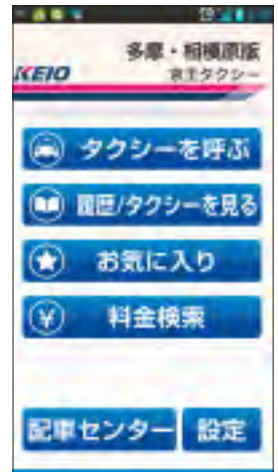 多摩・相模原版
KEIO 京王タクシー
タクシーを呼ぶ
履歴/タクシーを見る
お気に入り
料金検索
配車センター 設定